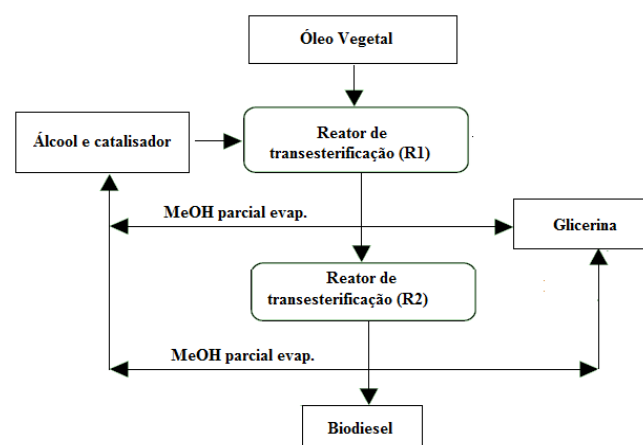 Óleo Vegetal
Álcool e catalisador
Reator de
transesterificação (R1)
MeOH parcial evap.
Glicerina
Reator de
transesterificação (R2)
MeOH parcial evap.
Biodiesel